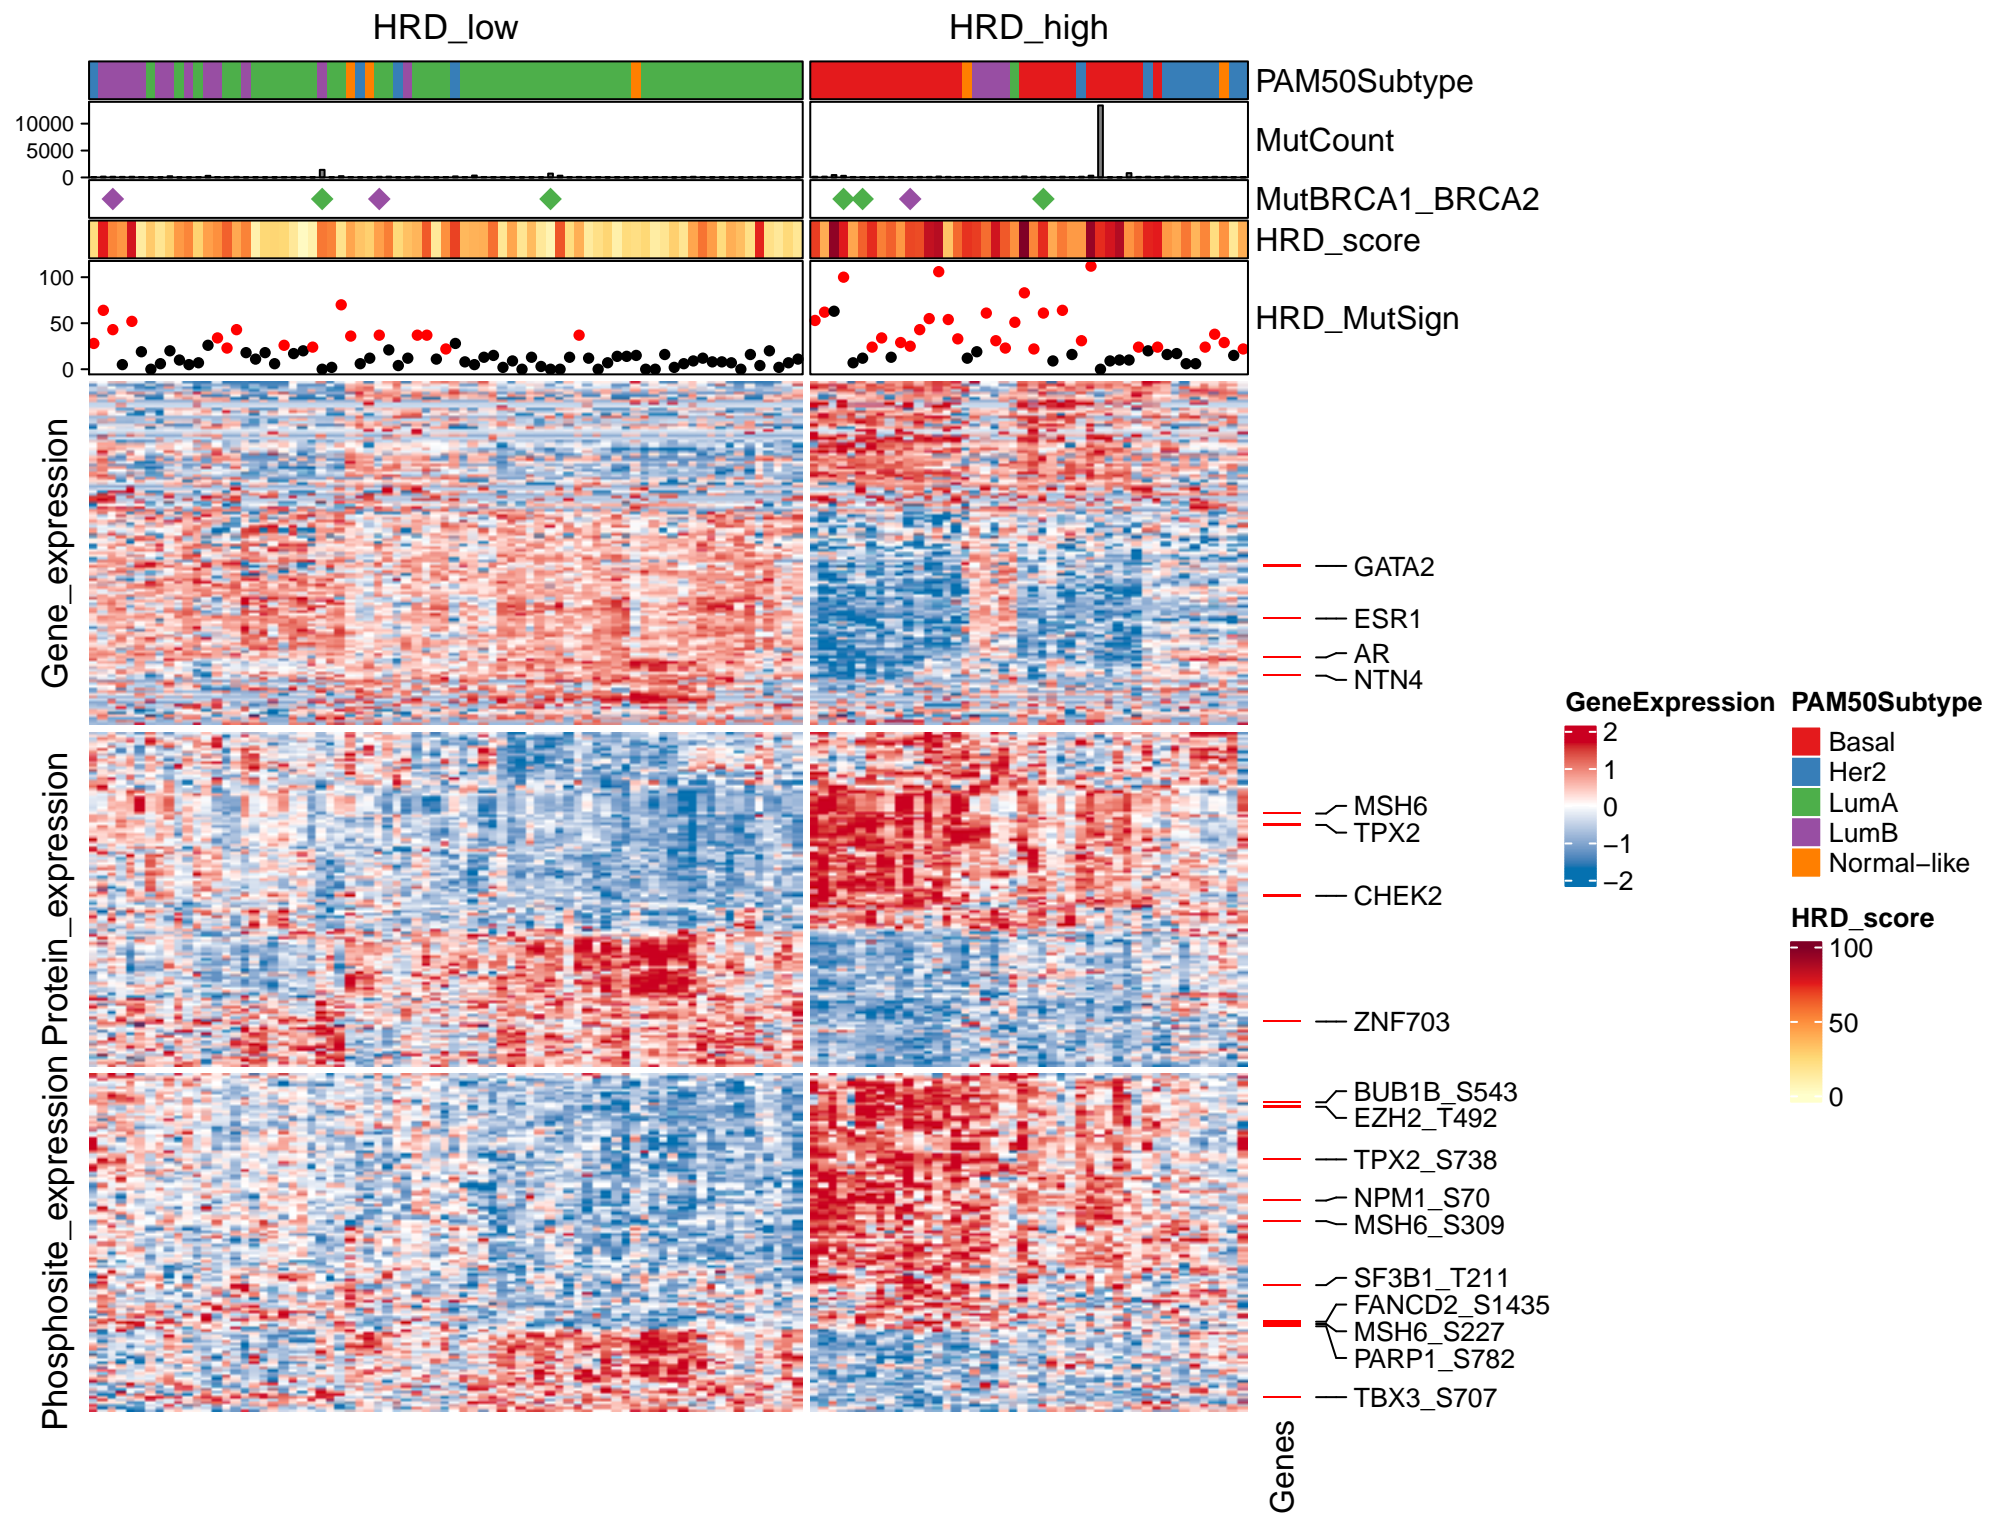 HRD_low
HRD_high
PAM50Subtype
10000
5000
0
MutCount
MutBRCA1_BRCA2
HRD_score
100
50
0
HRD_MutSign
Gene_expression
GATA2
ESR1
AR
NTN4
Protein_expression
MSH6
TPX2
CHEK2
ZNF703
Phosphosite_expression
BUB1B_S543
EZH2_T492
TPX2_S738
NPM1_S70
MSH6_S309
SF3B1_T211
FANCD2_S1435
MSH6_S227
PARP1_S782
TBX3_S707
Genes
GeneExpression
2
1
0
−1
−2
PAM50Subtype
Basal
Her2
LumA
LumB
Normal−like
HRD_score
100
50
0